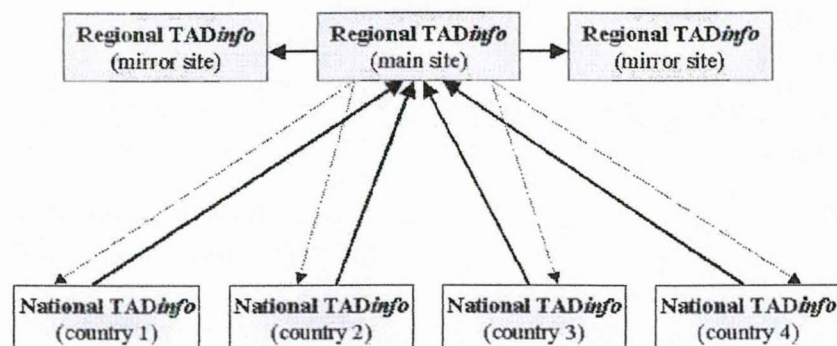 Regional TADinfo
(mirror site)
Regional TADinfo
(main site)
Regional TADinfo
(mirror site)
National TADinfo
(country 1)
National TADinfo
(country 2)
National TADinfo
(country 3)
National TADinfo
(country 4)